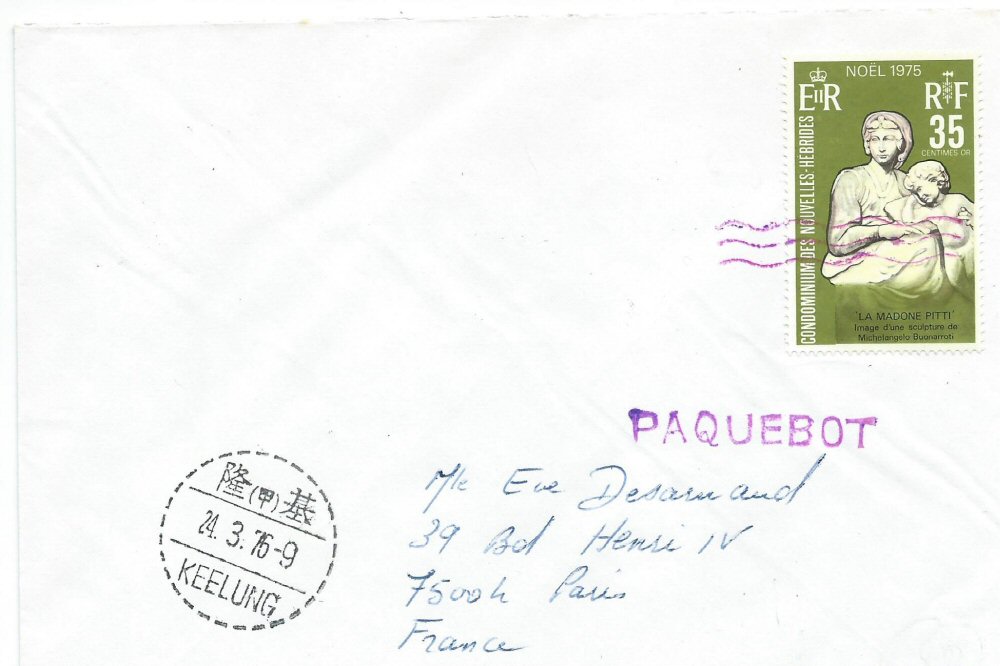 NOËL 1975
EIIR
RF
35
CENTIMES OR
CONDOMINIUM DES NOUVELLES-HEBRIDES
'LA MADONE PITTI'
Image d'une sculpture de
Michelangelo Buonarroti
PAQUEBOT
Mle Eve Desarnaud
39 Bd Henri IV
75004 Paris
France
隆(甲)基
24.3.76-9
KEELUNG